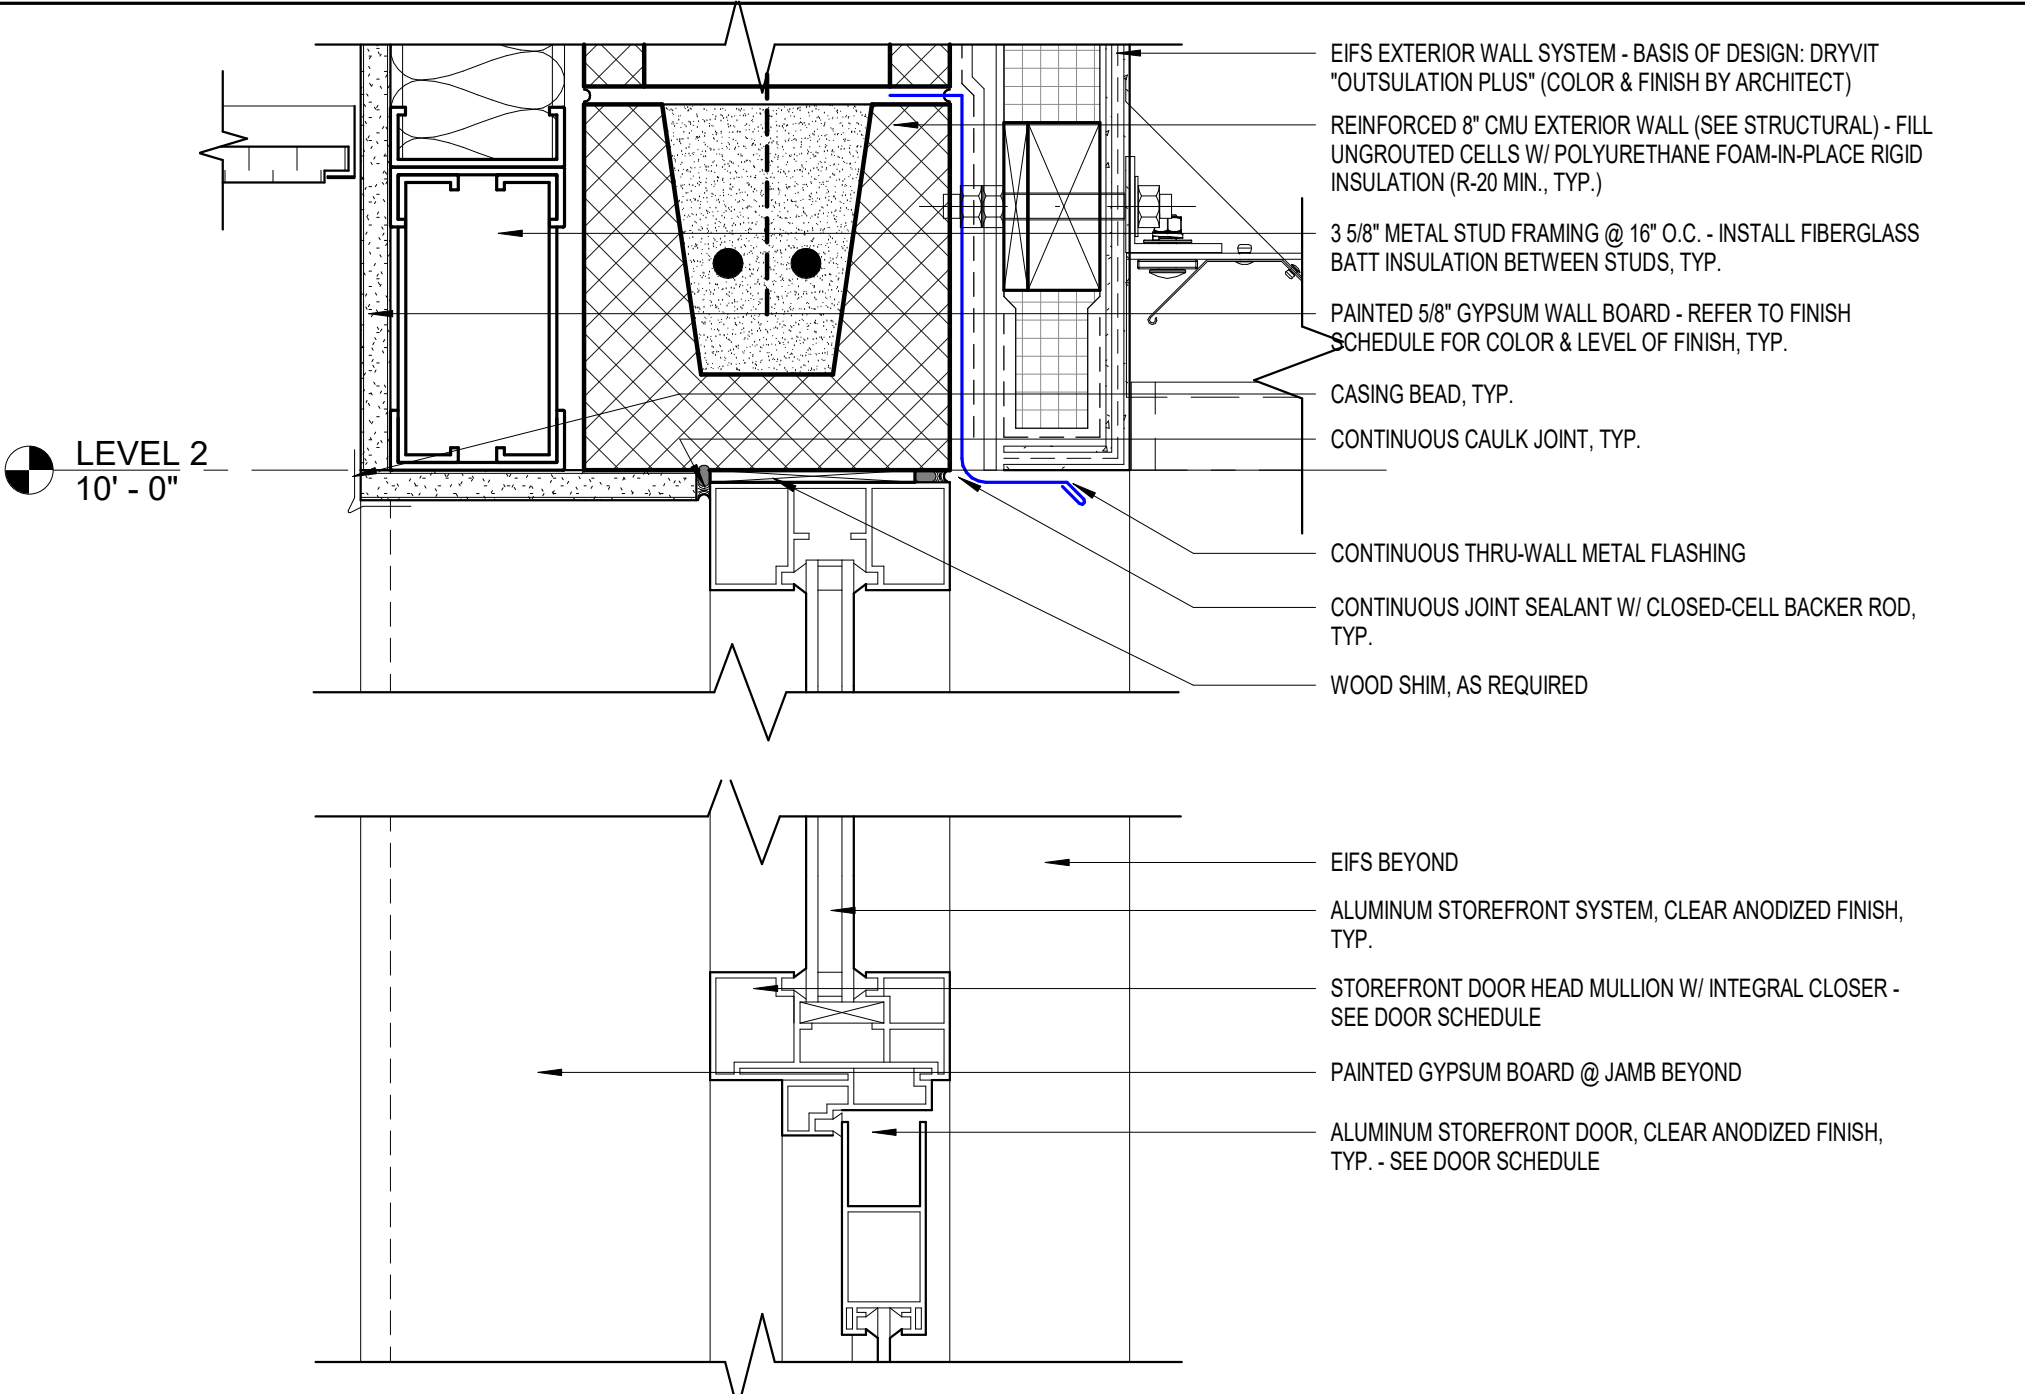 EIFS EXTERIOR WALL SYSTEM - BASIS OF DESIGN: DRYVIT
"OUTSULATION PLUS" (COLOR & FINISH BY ARCHITECT)
REINFORCED 8" CMU EXTERIOR WALL (SEE STRUCTURAL) - FILL
UNGROUTED CELLS W/ POLYURETHANE FOAM-IN-PLACE RIGID
INSULATION (R-20 MIN., TYP.)
3 5/8" METAL STUD FRAMING @ 16" O.C. - INSTALL FIBERGLASS
BATT INSULATION BETWEEN STUDS, TYP.
PAINTED 5/8" GYPSUM WALL BOARD - REFER TO FINISH
SCHEDULE FOR COLOR & LEVEL OF FINISH, TYP.
CASING BEAD, TYP.
CONTINUOUS CAULK JOINT, TYP.
LEVEL 2
10' - 0"
CONTINUOUS THRU-WALL METAL FLASHING
CONTINUOUS JOINT SEALANT W/ CLOSED-CELL BACKER ROD,
TYP.
WOOD SHIM, AS REQUIRED
EIFS BEYOND
ALUMINUM STOREFRONT SYSTEM, CLEAR ANODIZED FINISH,
TYP.
STOREFRONT DOOR HEAD MULLION W/ INTEGRAL CLOSER -
SEE DOOR SCHEDULE
PAINTED GYPSUM BOARD @ JAMB BEYOND
ALUMINUM STOREFRONT DOOR, CLEAR ANODIZED FINISH,
TYP. - SEE DOOR SCHEDULE